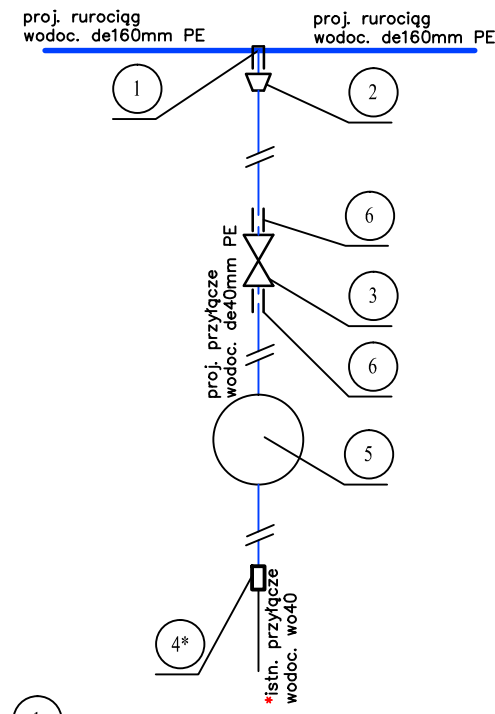 proj. rurociąg
wodoc. de160mm PE
proj. rurociąg
wodoc. de160mm PE
1
2
6
proj. przyłącze
wodoc. de40mm PE
3
6
5
4*
*istn. przyłącze
wodoc. wo40